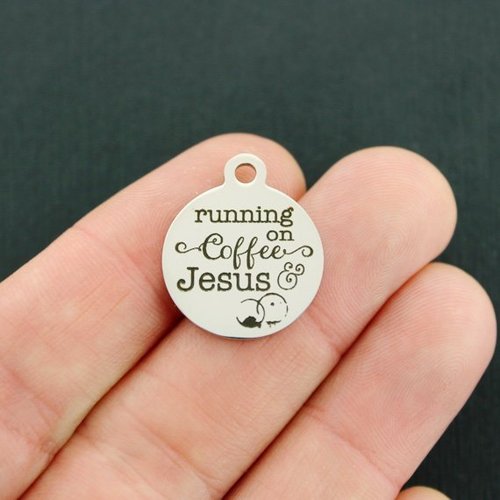 running
on
Coffee
Jesus &